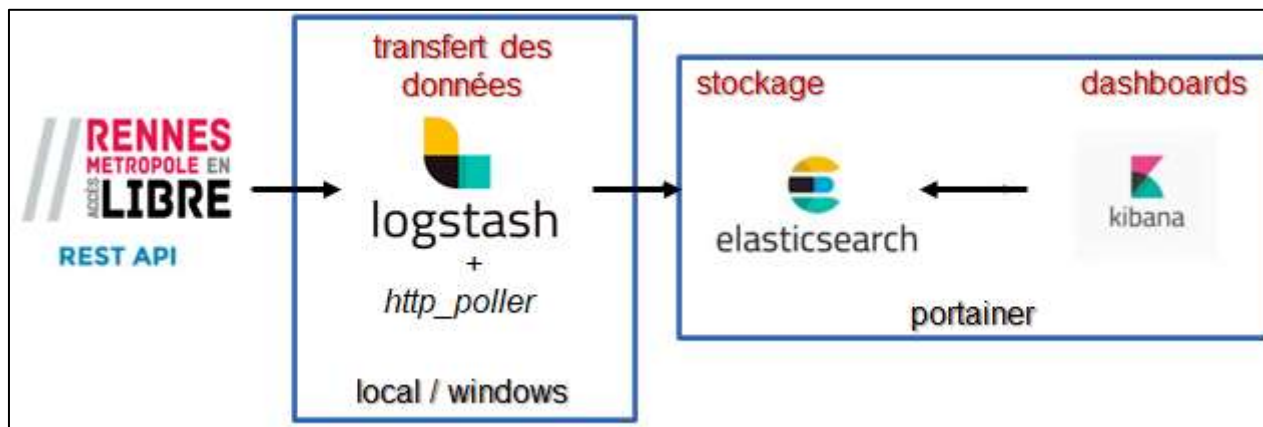 RENNES
METROPOLE EN
ACCÈS
LIBRE
REST API
transfert des
données
logstash
+
http_poller
local / windows
stockage
elasticsearch
dashboards
kibana
portainer